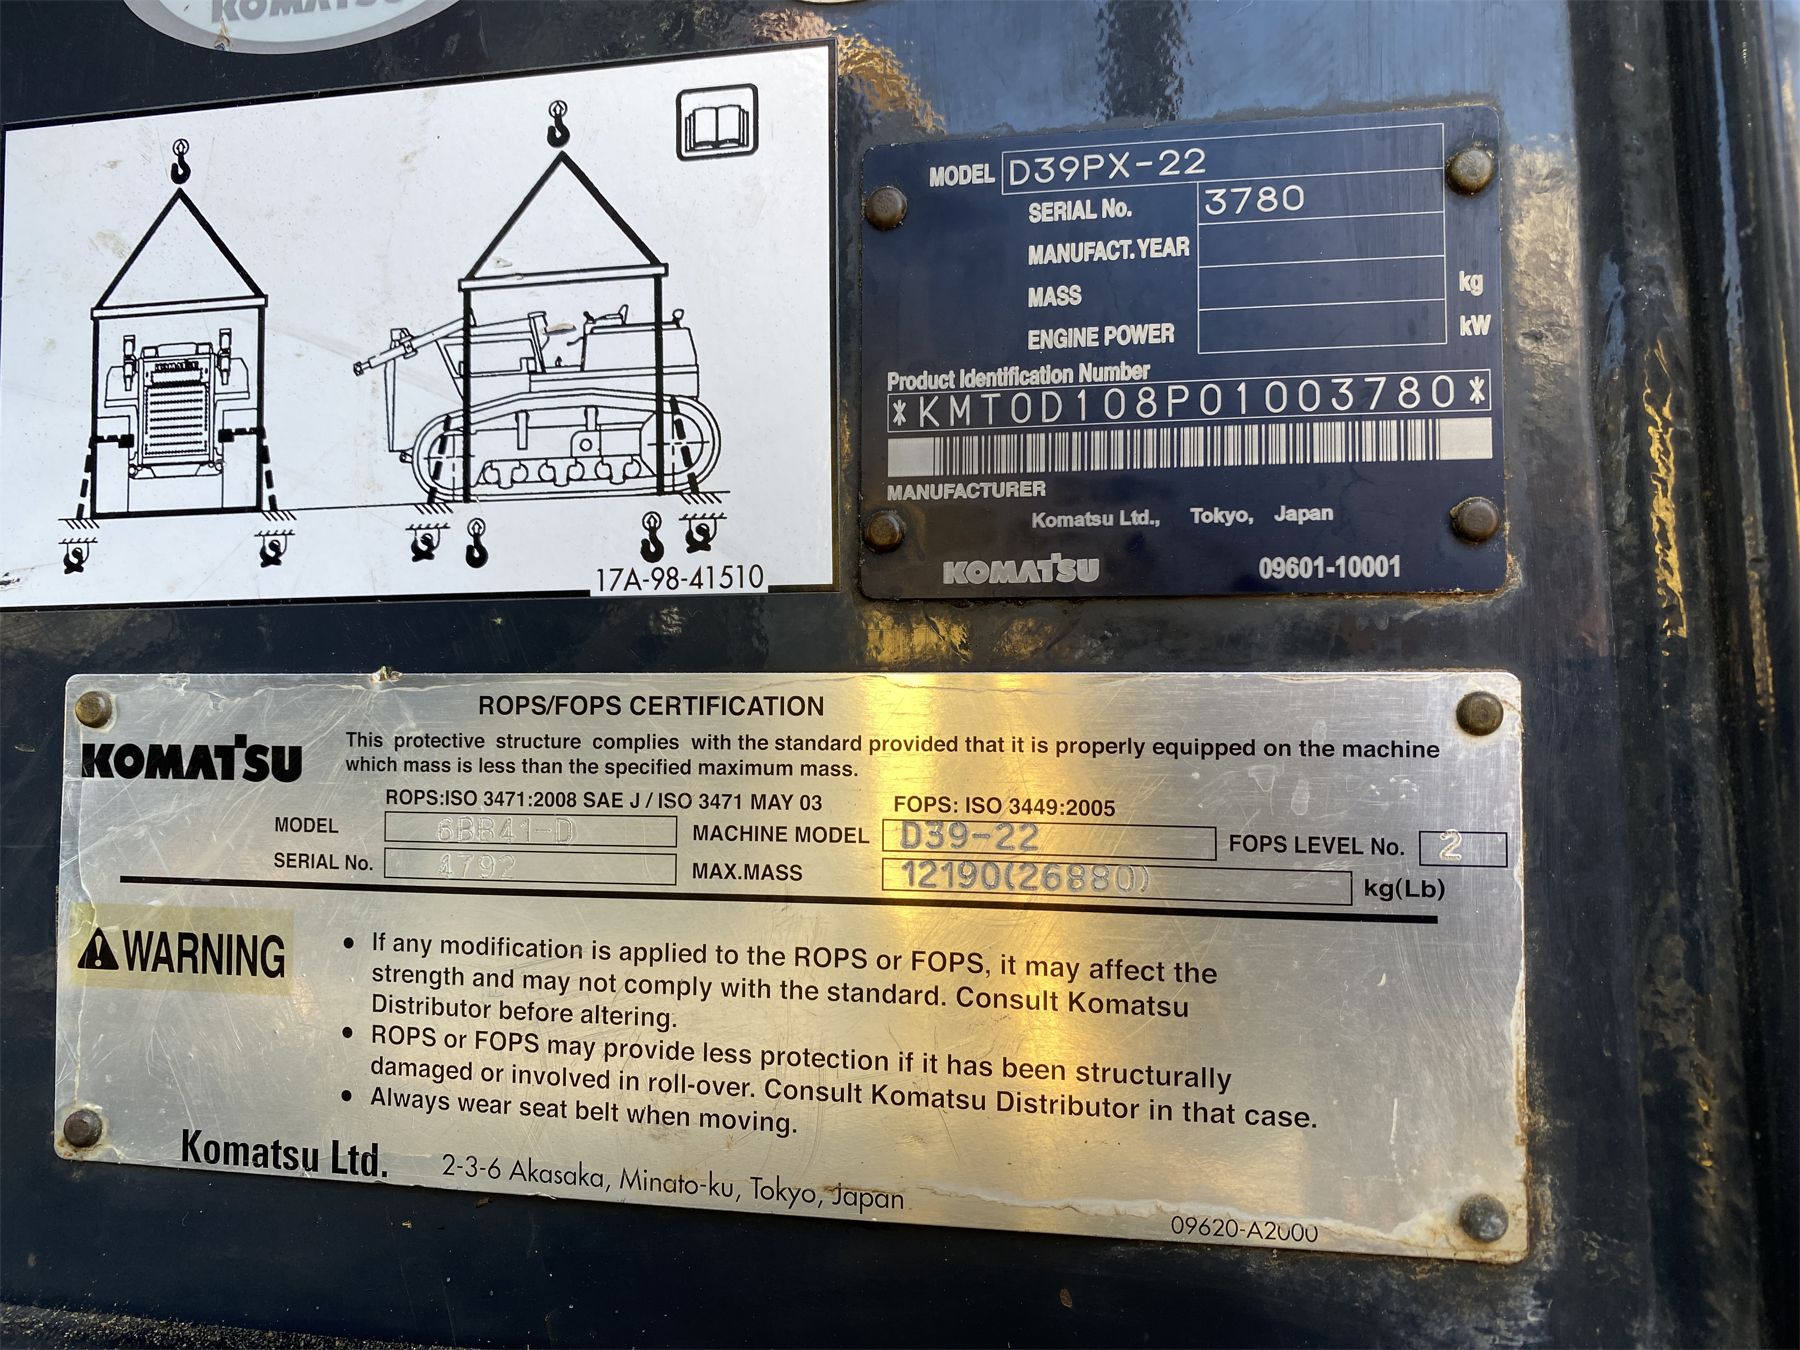 KOMATSU
KOMATSU
17A-98-41510
MODEL D39PX-22
SERIAL No. 3780
MANUFACT. YEAR
MASS kg
ENGINE POWER kW
Product Identification Number
*KMT0D108P01003780*
MANUFACTURER
Komatsu Ltd., Tokyo, Japan
KOMATSU 09601-10001
ROPS/FOPS CERTIFICATION
KOMATSU
This protective structure complies with the standard provided that it is properly equipped on the machine
which mass is less than the specified maximum mass.
ROPS:ISO 3471:2008 SAE J / ISO 3471 MAY 03 FOPS: ISO 3449:2005
MODEL 6BB41-D MACHINE MODEL D39-22 FOPS LEVEL No. 2
SERIAL No. 4792 MAX.MASS 12190(26880) kg(Lb)
WARNING
• If any modification is applied to the ROPS or FOPS, it may affect the
strength and may not comply with the standard. Consult Komatsu
Distributor before altering.
• ROPS or FOPS may provide less protection if it has been structurally
damaged or involved in roll-over. Consult Komatsu Distributor in that case.
• Always wear seat belt when moving.
Komatsu Ltd. 2-3-6 Akasaka, Minato-ku, Tokyo, Japan
09620-A2000